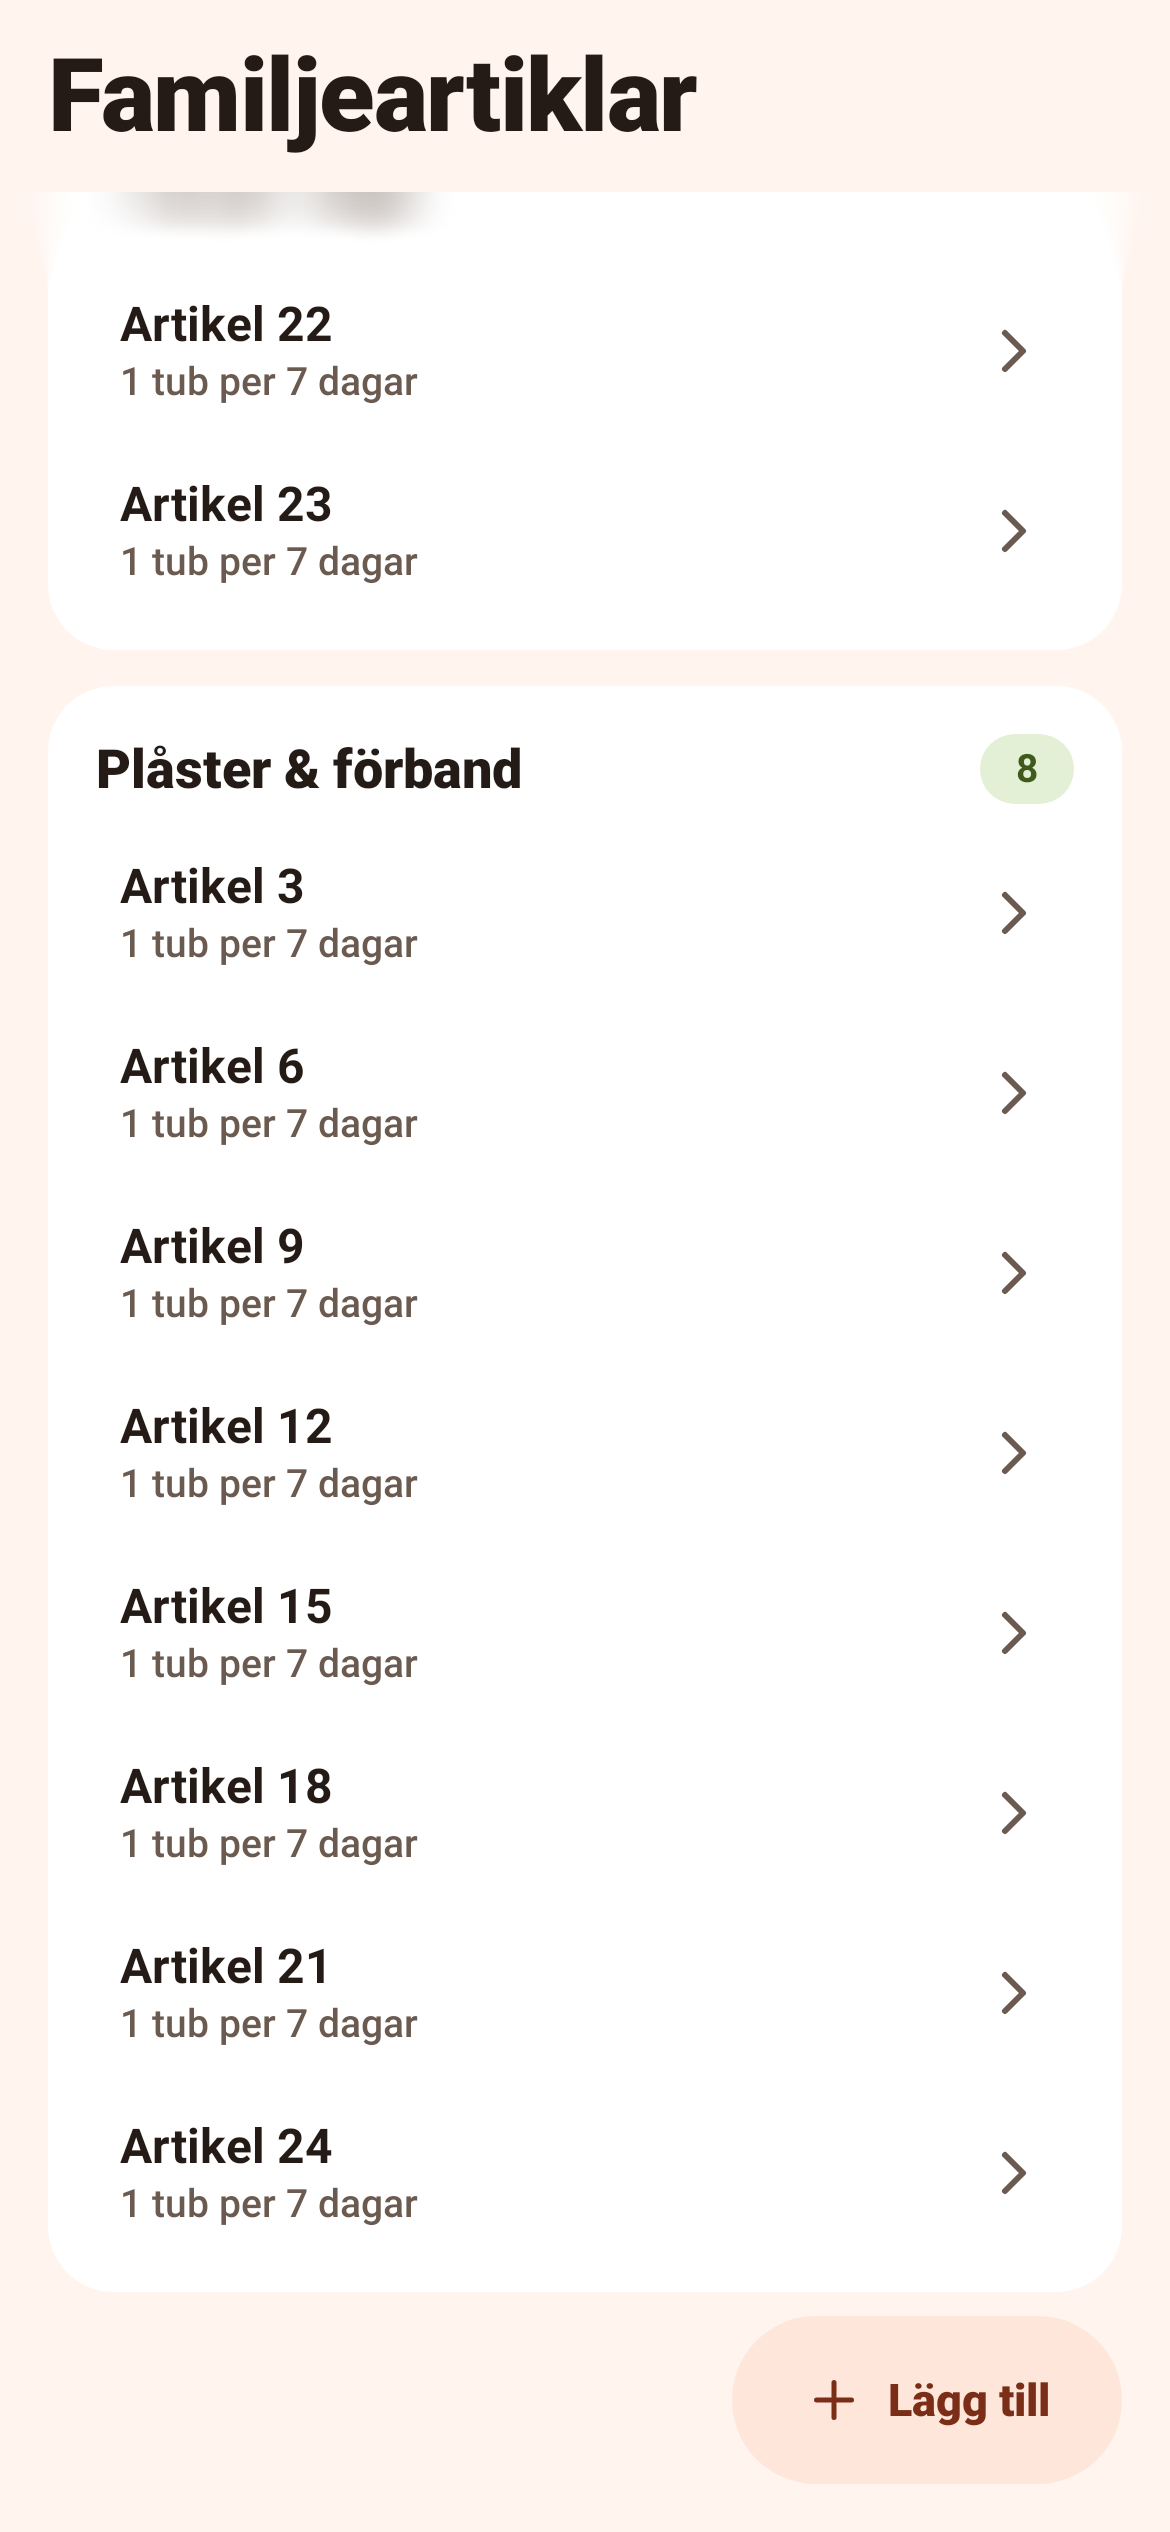 Familjeartiklar
Artikel 22
1 tub per 7 dagar
Artikel 23
1 tub per 7 dagar
Plåster & förband
8
Artikel 3
1 tub per 7 dagar
Artikel 6
1 tub per 7 dagar
Artikel 9
1 tub per 7 dagar
Artikel 12
1 tub per 7 dagar
Artikel 15
1 tub per 7 dagar
Artikel 18
1 tub per 7 dagar
Artikel 21
1 tub per 7 dagar
Artikel 24
1 tub per 7 dagar
Lägg till